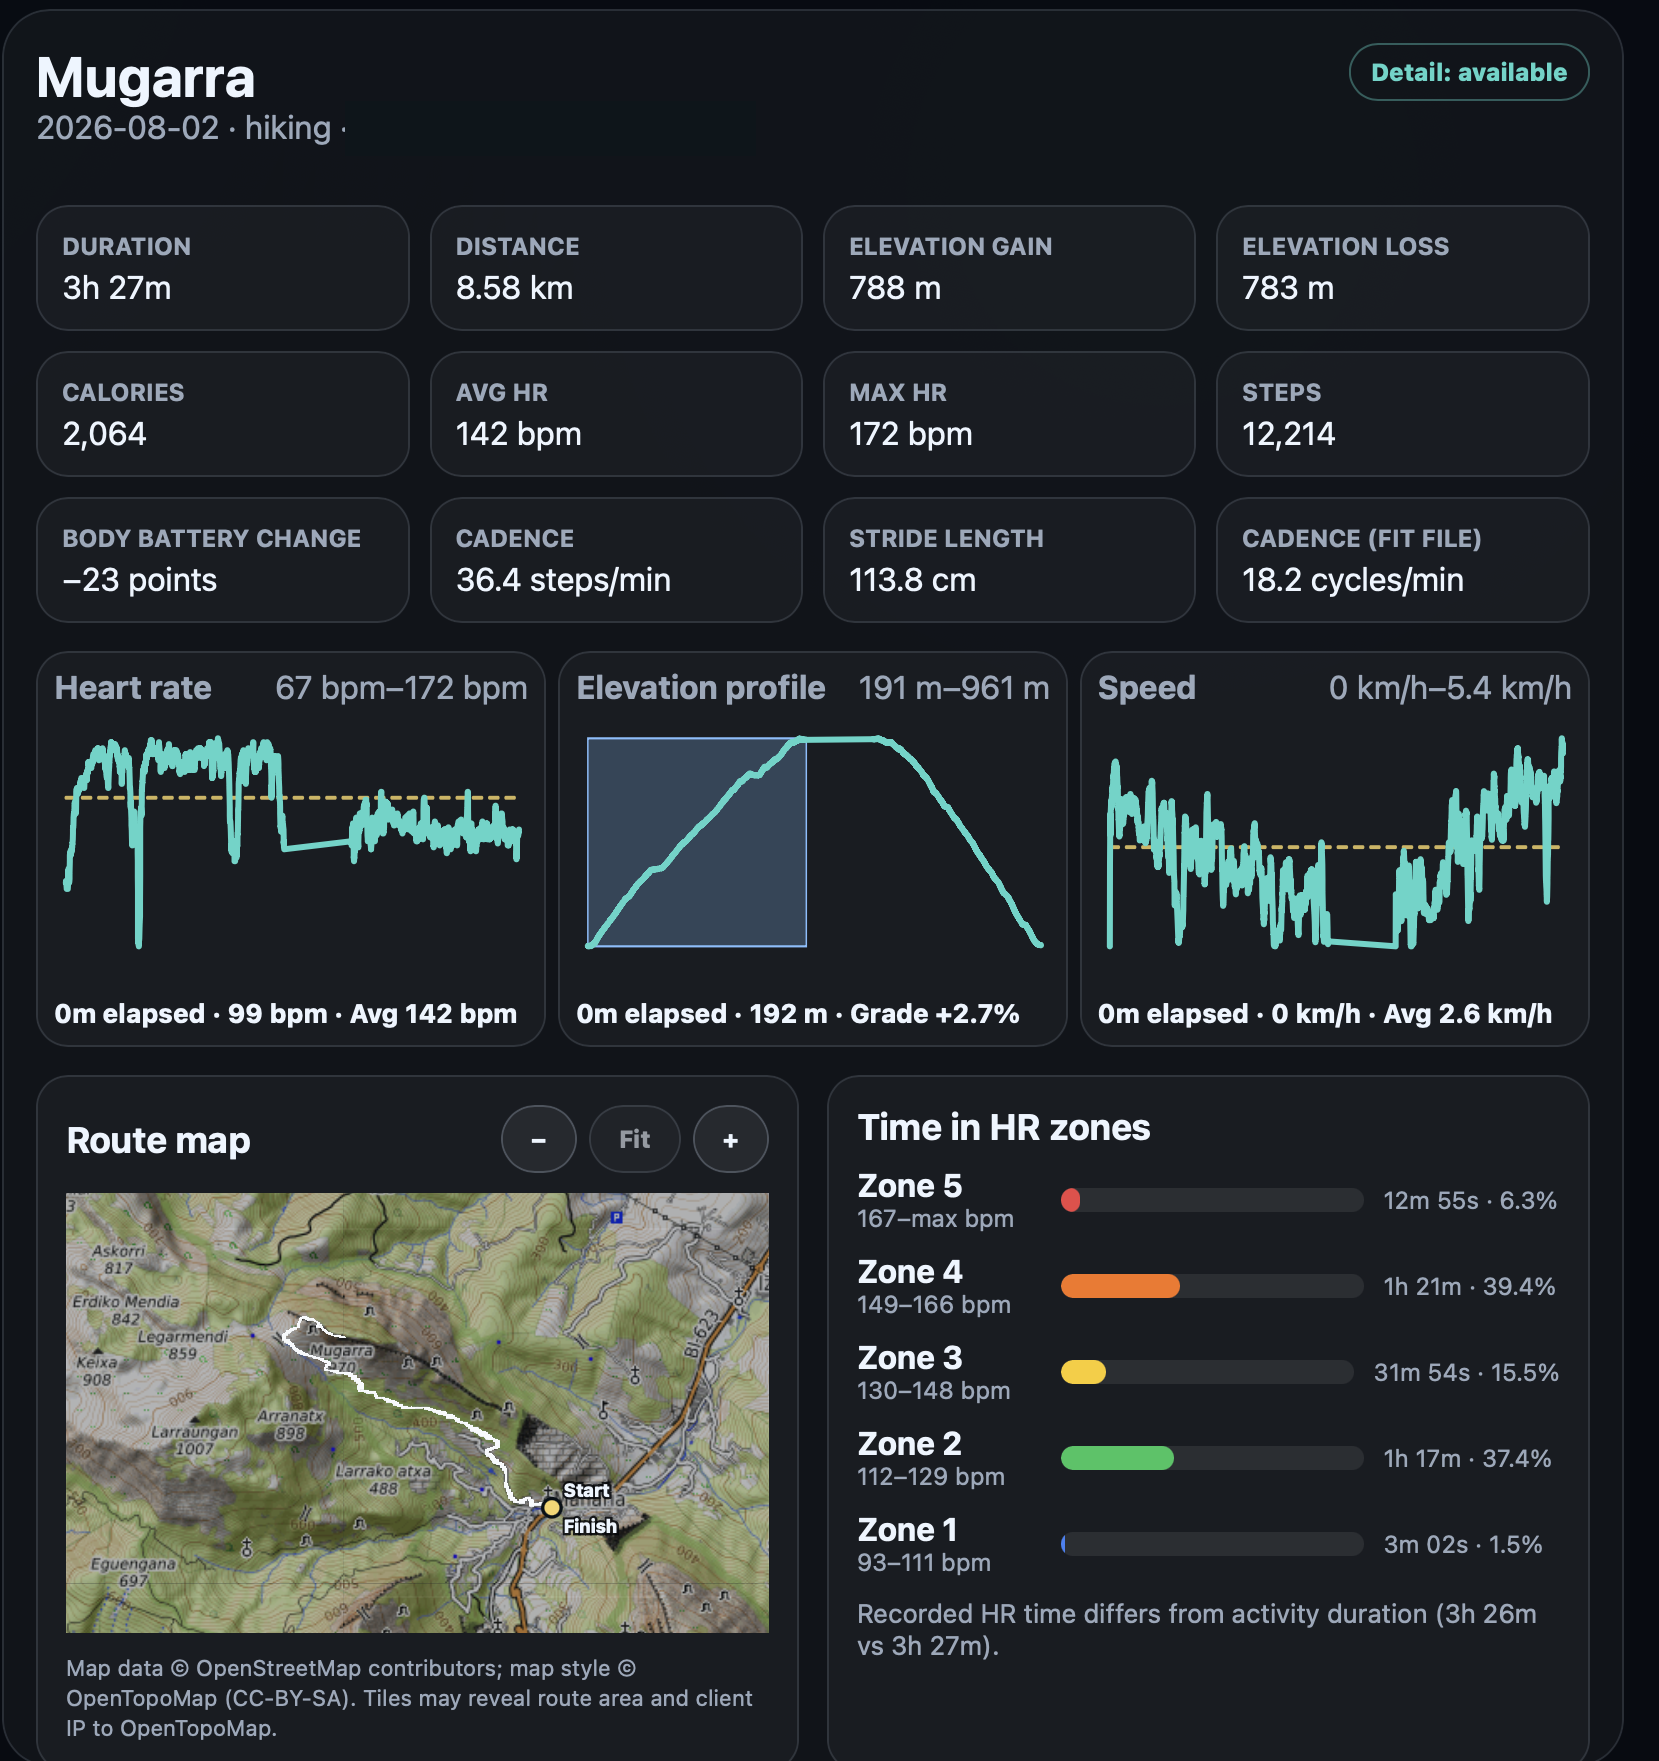 Mugarra
Detail: available
2026-08-02 · hiking ·
DURATION
3h 27m
DISTANCE
8.58 km
ELEVATION GAIN
788 m
ELEVATION LOSS
783 m
CALORIES
2,064
AVG HR
142 bpm
MAX HR
172 bpm
STEPS
12,214
BODY BATTERY CHANGE
−23 points
CADENCE
36.4 steps/min
STRIDE LENGTH
113.8 cm
CADENCE (FIT FILE)
18.2 cycles/min
Heart rate 67 bpm–172 bpm
0m elapsed · 99 bpm · Avg 142 bpm
Elevation profile 191 m–961 m
0m elapsed · 192 m · Grade +2.7%
Speed 0 km/h–5.4 km/h
0m elapsed · 0 km/h · Avg 2.6 km/h
Route map
−
Fit
+
3
P
Askorri
817
Erdiko Mendia
842
Legarmendi
859
Keixa
908
Mugarra
Arranatx
898
Larraungan
1007
Larrako atxa
488
Eguengana
697
BI-623
300
500
400
600
900
Start
Finish
Map data © OpenStreetMap contributors; map style ©
OpenTopoMap (CC-BY-SA). Tiles may reveal route area and client
IP to OpenTopoMap.
Time in HR zones
Zone 5
167–max bpm
12m 55s · 6.3%
Zone 4
149–166 bpm
1h 21m · 39.4%
Zone 3
130–148 bpm
31m 54s · 15.5%
Zone 2
112–129 bpm
1h 17m · 37.4%
Zone 1
93–111 bpm
3m 02s · 1.5%
Recorded HR time differs from activity duration (3h 26m
vs 3h 27m).